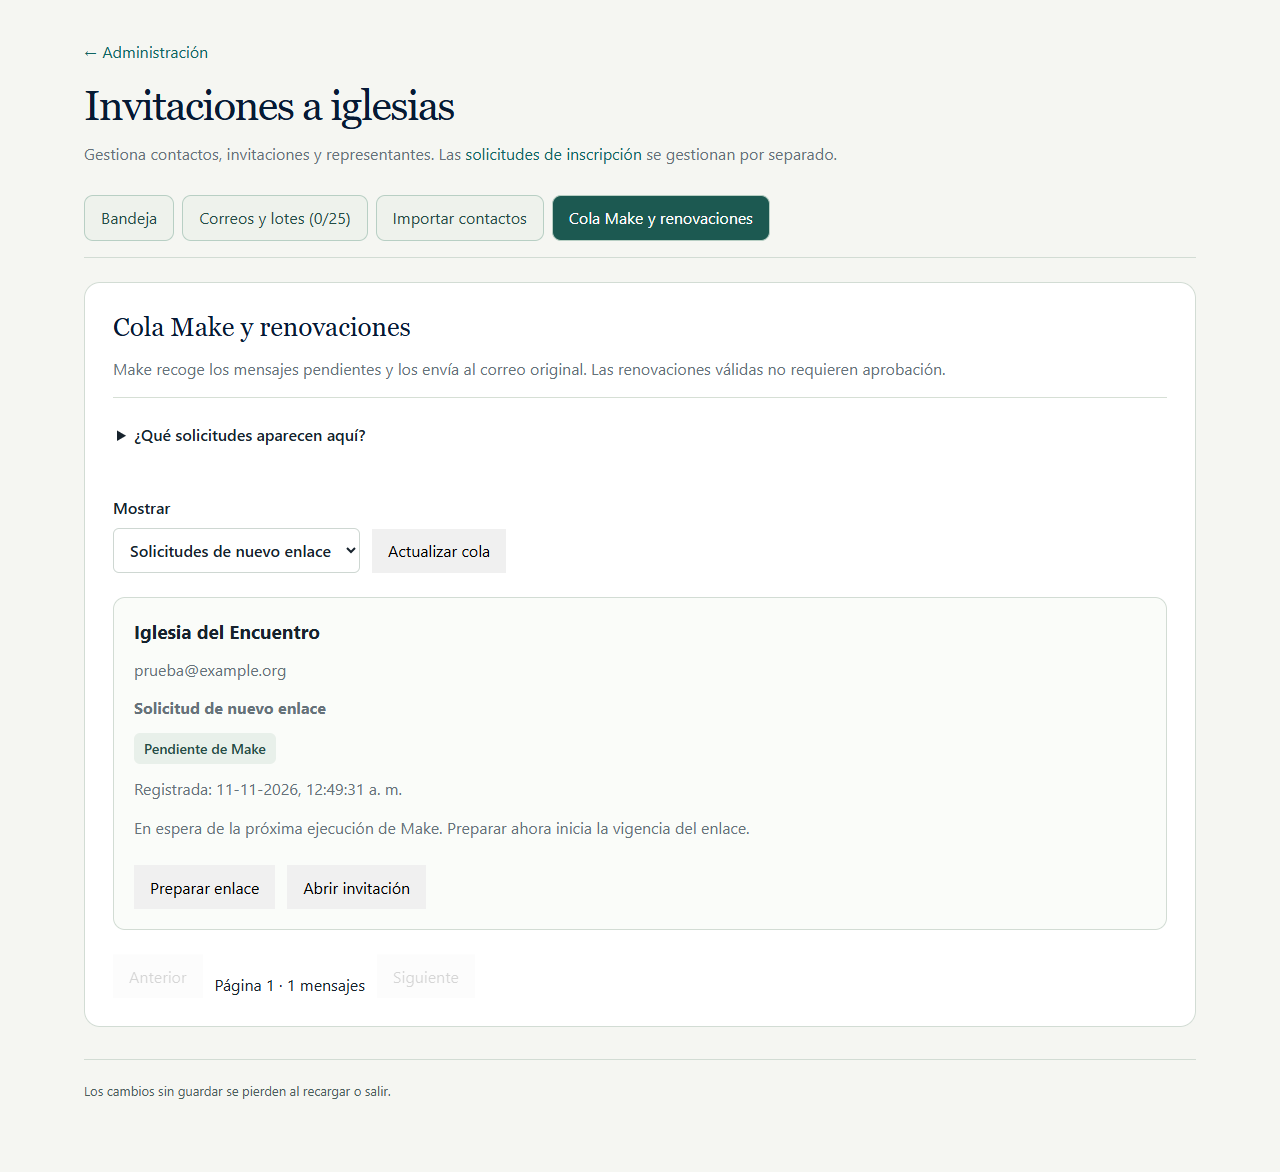 ← Administración
Invitaciones a iglesias
Gestiona contactos, invitaciones y representantes. Las solicitudes de inscripción se gestionan por separado.
Bandeja
Correos y lotes (0/25)
Importar contactos
Cola Make y renovaciones
Cola Make y renovaciones
Make recoge los mensajes pendientes y los envía al correo original. Las renovaciones válidas no requieren aprobación.
▶ ¿Qué solicitudes aparecen aquí?
Mostrar
Solicitudes de nuevo enlace
Actualizar cola
Iglesia del Encuentro
prueba@example.org
Solicitud de nuevo enlace
Pendiente de Make
Registrada: 11-11-2026, 12:49:31 a. m.
En espera de la próxima ejecución de Make. Preparar ahora inicia la vigencia del enlace.
Preparar enlace
Abrir invitación
Anterior
Página 1 · 1 mensajes
Siguiente
Los cambios sin guardar se pierden al recargar o salir.